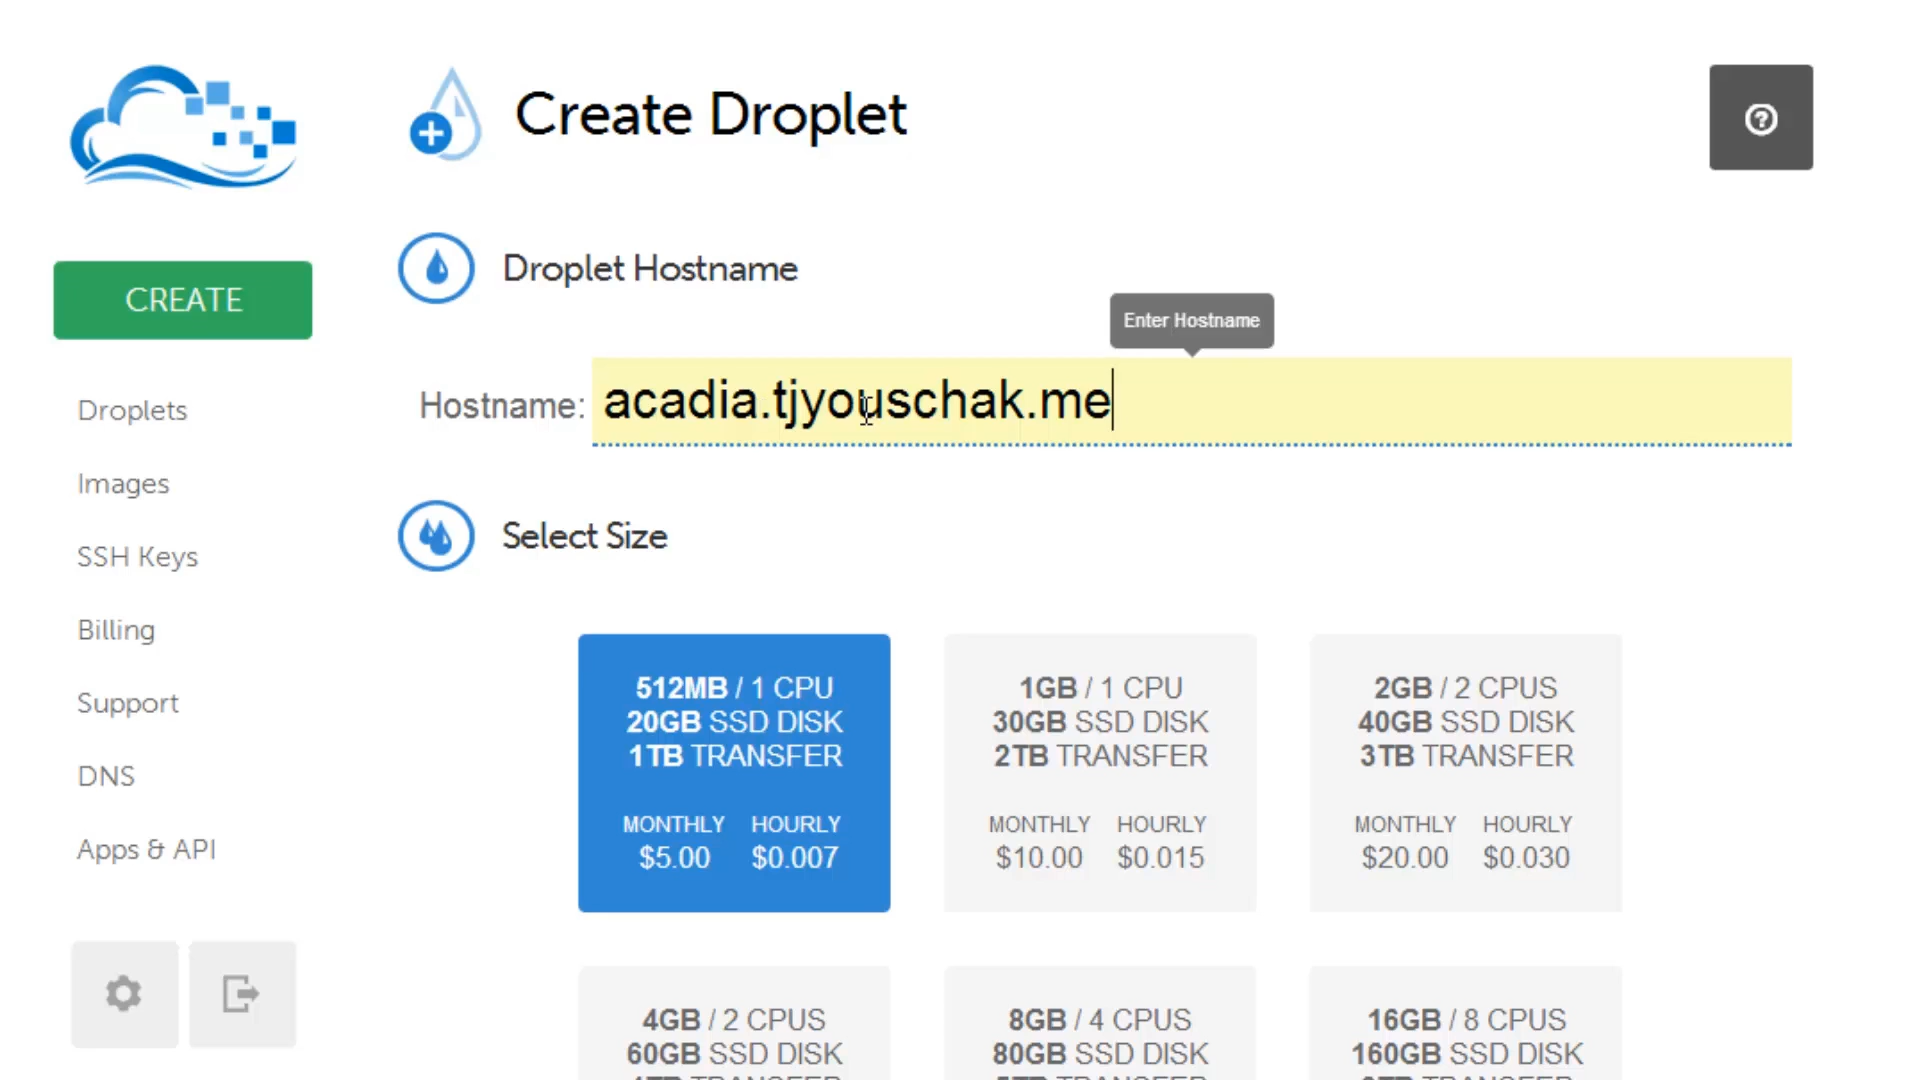 Create Droplet
CREATE
Droplets
Images
SSH Keys
Billing
Support
DNS
Apps & API
Droplet Hostname
Enter Hostname
Hostname: acadia.tjyouschak.me
Select Size
512MB / 1 CPU
20GB SSD DISK
1TB TRANSFER
MONTHLY HOURLY
$5.00 $0.007
1GB / 1 CPU
30GB SSD DISK
2TB TRANSFER
MONTHLY HOURLY
$10.00 $0.015
2GB / 2 CPUS
40GB SSD DISK
3TB TRANSFER
MONTHLY HOURLY
$20.00 $0.030
4GB / 2 CPUS
60GB SSD DISK
8GB / 4 CPUS
80GB SSD DISK
16GB / 8 CPUS
160GB SSD DISK